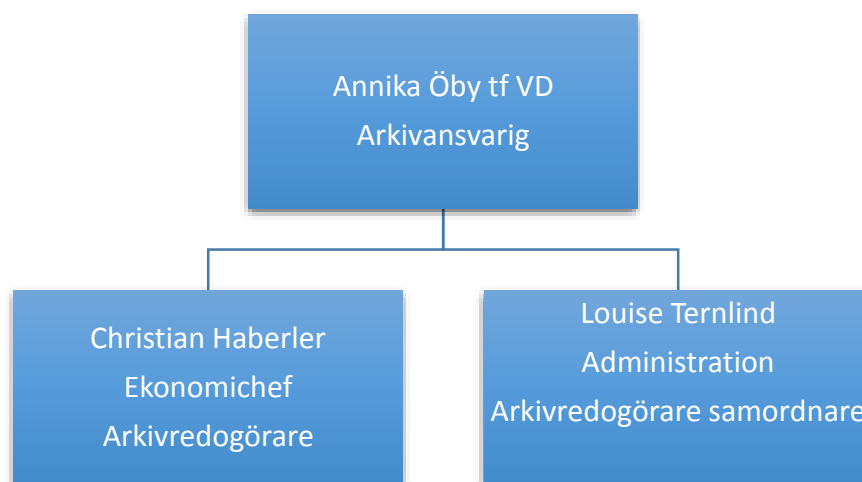 Annika Öby tf VD
Arkivansvarig
Christian Haberler
Ekonomichef
Arkivredogörare
Louise Ternlind
Administration
Arkivredogörare samordnare